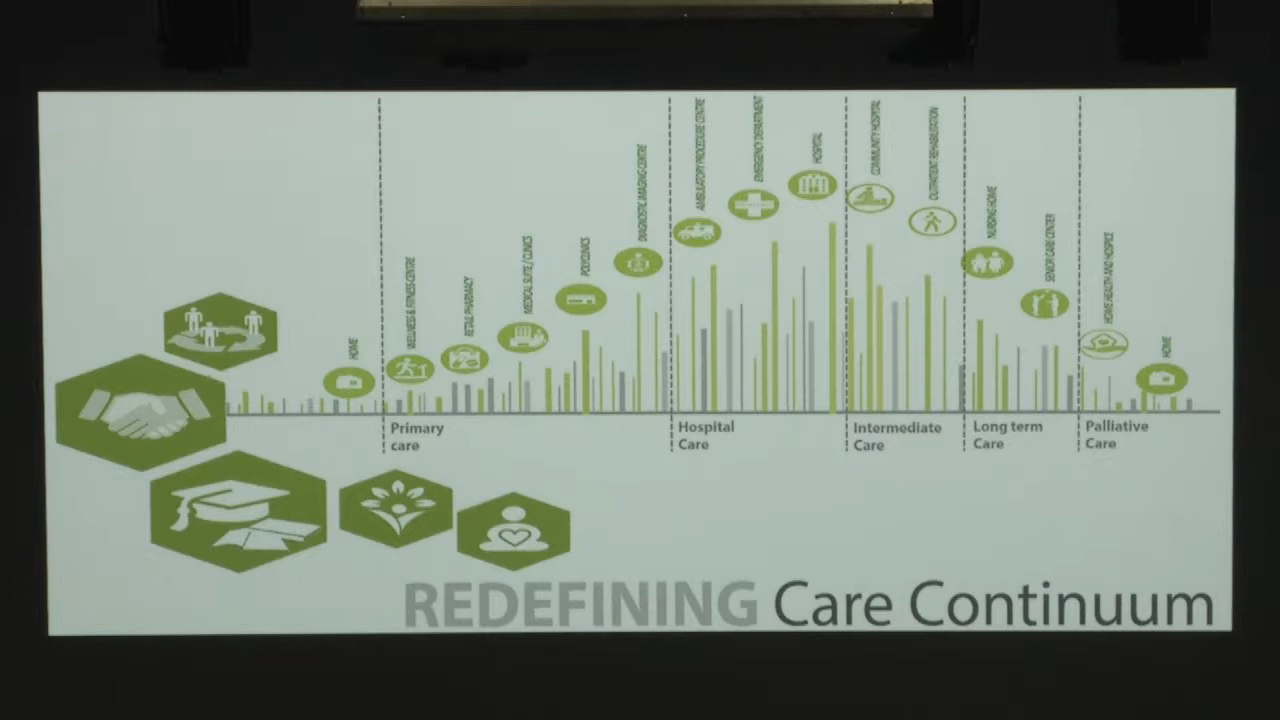 HOME
WELLNESS & FITNESS CENTRE
RETAIL PHARMACY
MEDICAL SUITE / CLINICS
POLYCLINICS
DIAGNOSTIC IMAGING CENTRE
AMBULATORY PROCEDURE CENTRE
EMERGENCY DEPARTMENT
HOSPITAL
COMMUNITY HOSPITAL
OUTPATIENT REHABILITATION
NURSING HOME
SENIOR CARE CENTER
HOME HEALTH AND HOSPICE
HOME
Primary
care
Hospital
Care
Intermediate
Care
Long term
Care
Palliative
Care
REDEFINING Care Continuum